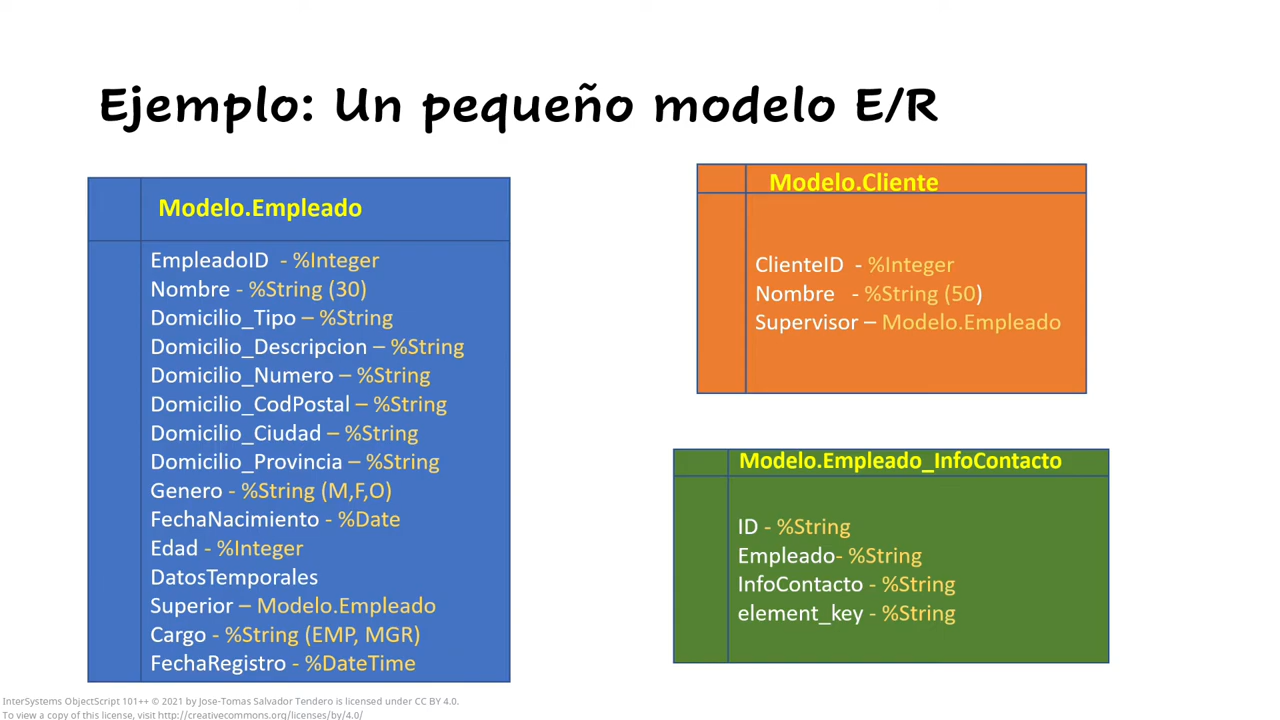 Ejemplo: Un pequeño modelo E/R
Modelo.Empleado
EmpleadoID - %Integer
Nombre - %String (30)
Domicilio_Tipo – %String
Domicilio_Descripcion – %String
Domicilio_Numero – %String
Domicilio_CodPostal – %String
Domicilio_Ciudad – %String
Domicilio_Provincia – %String
Genero - %String (M,F,O)
FechaNacimiento - %Date
Edad - %Integer
DatosTemporales
Superior – Modelo.Empleado
Cargo - %String (EMP, MGR)
FechaRegistro - %DateTime
Modelo.Cliente
ClienteID - %Integer
Nombre - %String (50)
Supervisor – Modelo.Empleado
Modelo.Empleado_InfoContacto
ID - %String
Empleado- %String
InfoContacto - %String
element_key - %String
InterSystems ObjectScript 101++ © 2021 by Jose-Tomas Salvador Tendero is licensed under CC BY 4.0.
To view a copy of this license, visit http://creativecommons.org/licenses/by/4.0/